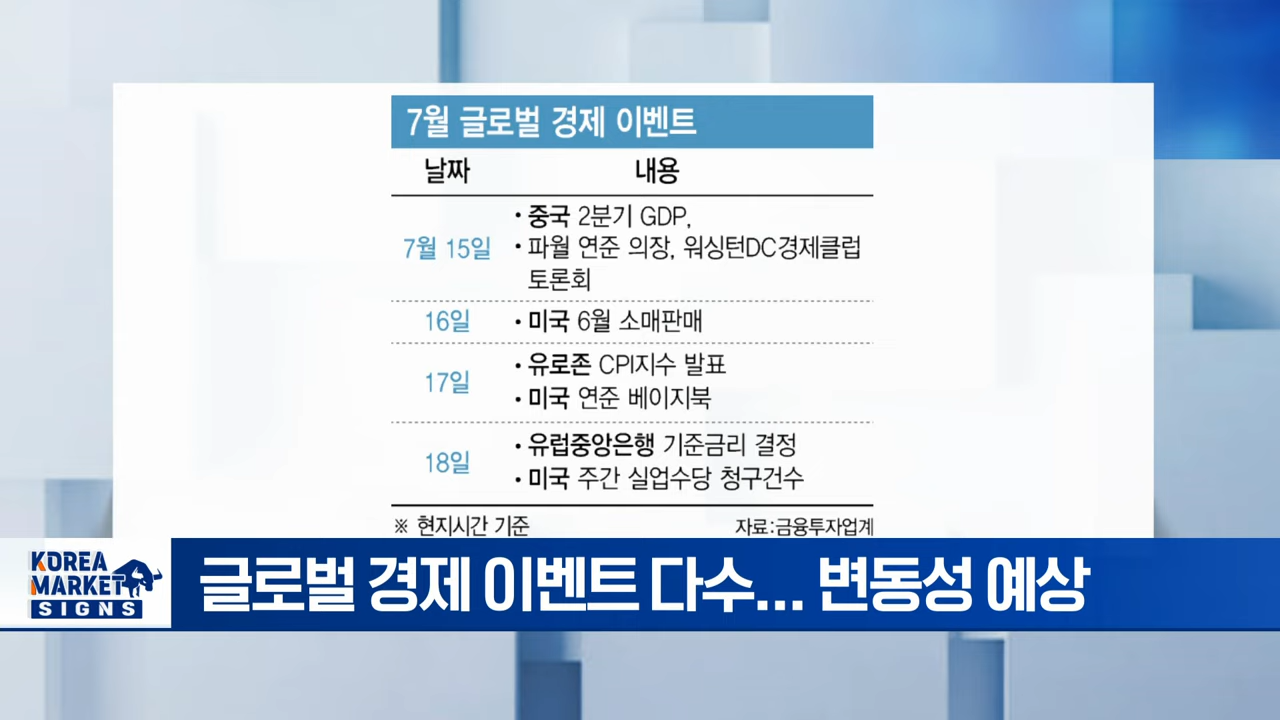 7월 글로벌 경제 이벤트
날짜 내용
7월 15일
• 중국 2분기 GDP,
• 파월 연준 의장, 워싱턴DC경제클럽
토론회
16일 • 미국 6월 소매판매
17일
• 유로존 CPI지수 발표
• 미국 연준 베이지북
18일
• 유럽중앙은행 기준금리 결정
• 미국 주간 실업수당 청구건수
※ 현지시간 기준 자료:금융투자업계
KOREA
MARKET
SIGNS
글로벌 경제 이벤트 다수... 변동성 예상